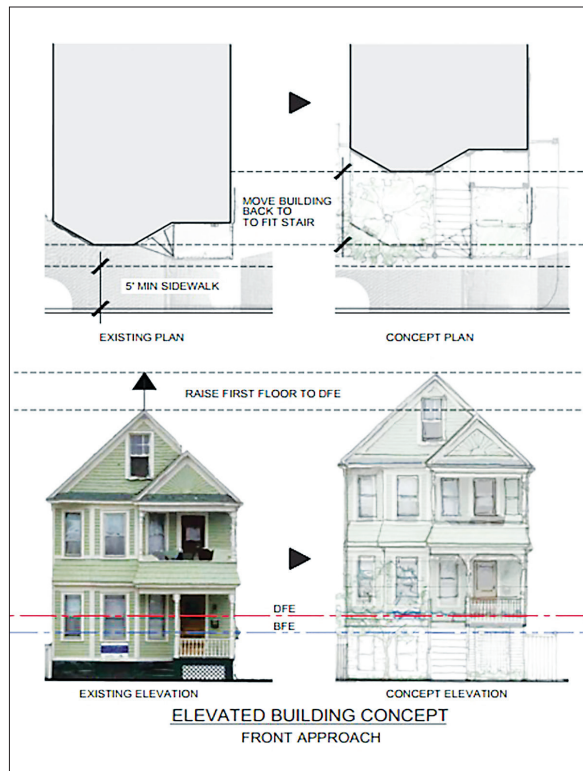 MOVE BUILDING
BACK TO
TO FIT STAIR
5' MIN SIDEWALK
EXISTING PLAN
CONCEPT PLAN
RAISE FIRST FLOOR TO DFE
DFE
BFE
EXISTING ELEVATION
CONCEPT ELEVATION
ELEVATED BUILDING CONCEPT
FRONT APPROACH